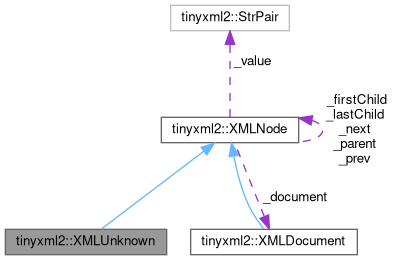 tinyxml2::StrPair
_value
_firstChild
_lastChild
_next
_parent
_prev
tinyxml2::XMLNode
_document
tinyxml2::XMLUnknown
tinyxml2::XMLDocument